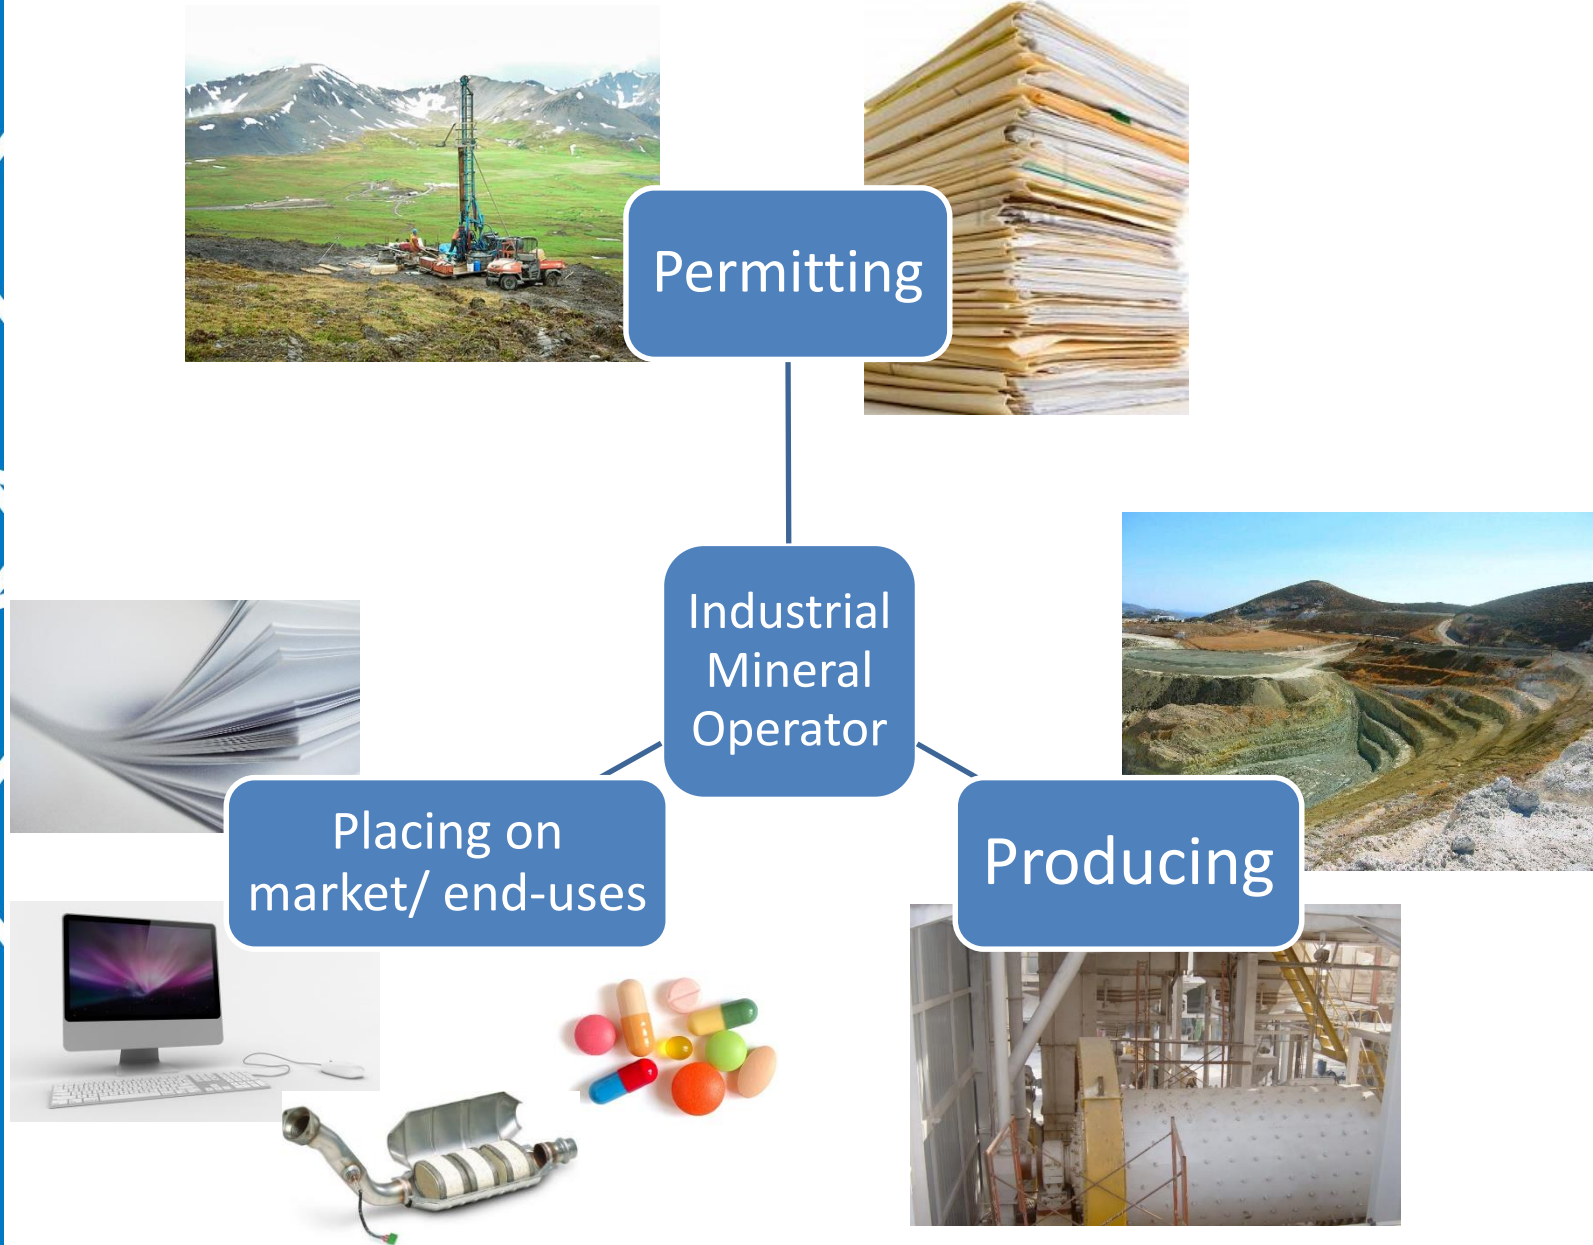 Permitting
Industrial
Mineral
Operator
Placing on
market/ end-uses
Producing